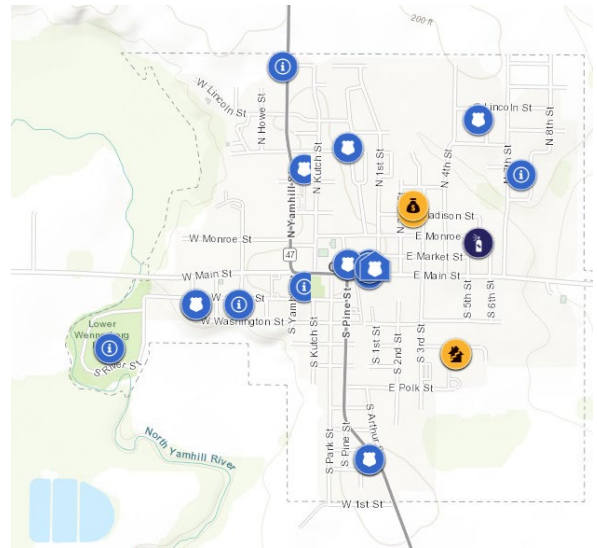 200 ft
W Lincoln St
N Howe St
N Kutch St
N Yamhill St
N 1st St
N 4th St
Lincoln St
N 8th St
7th St
Madison St
W Monroe St
E Monroe
47
E Market St
W Main St
E Main St
W Washington St
S Yamhill
S Kutch St
S Pine St
S 1st St
S 2nd St
S 3rd St
S 5th St
S 6th St
Lower
S River St
E Polk St
North Yamhill River
S Park St
S Pine St
S Arthur S
W 1st St